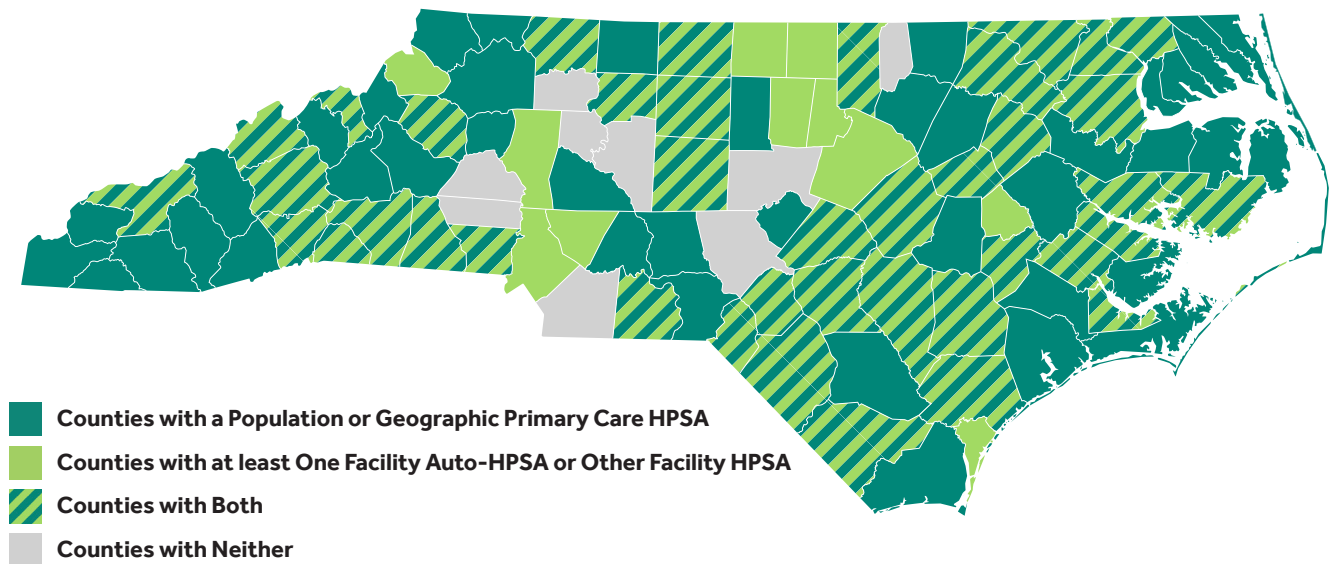 Counties with a Population or Geographic Primary Care HPSA
Counties with at least One Facility Auto-HPSA or Other Facility HPSA
Counties with Both
Counties with Neither